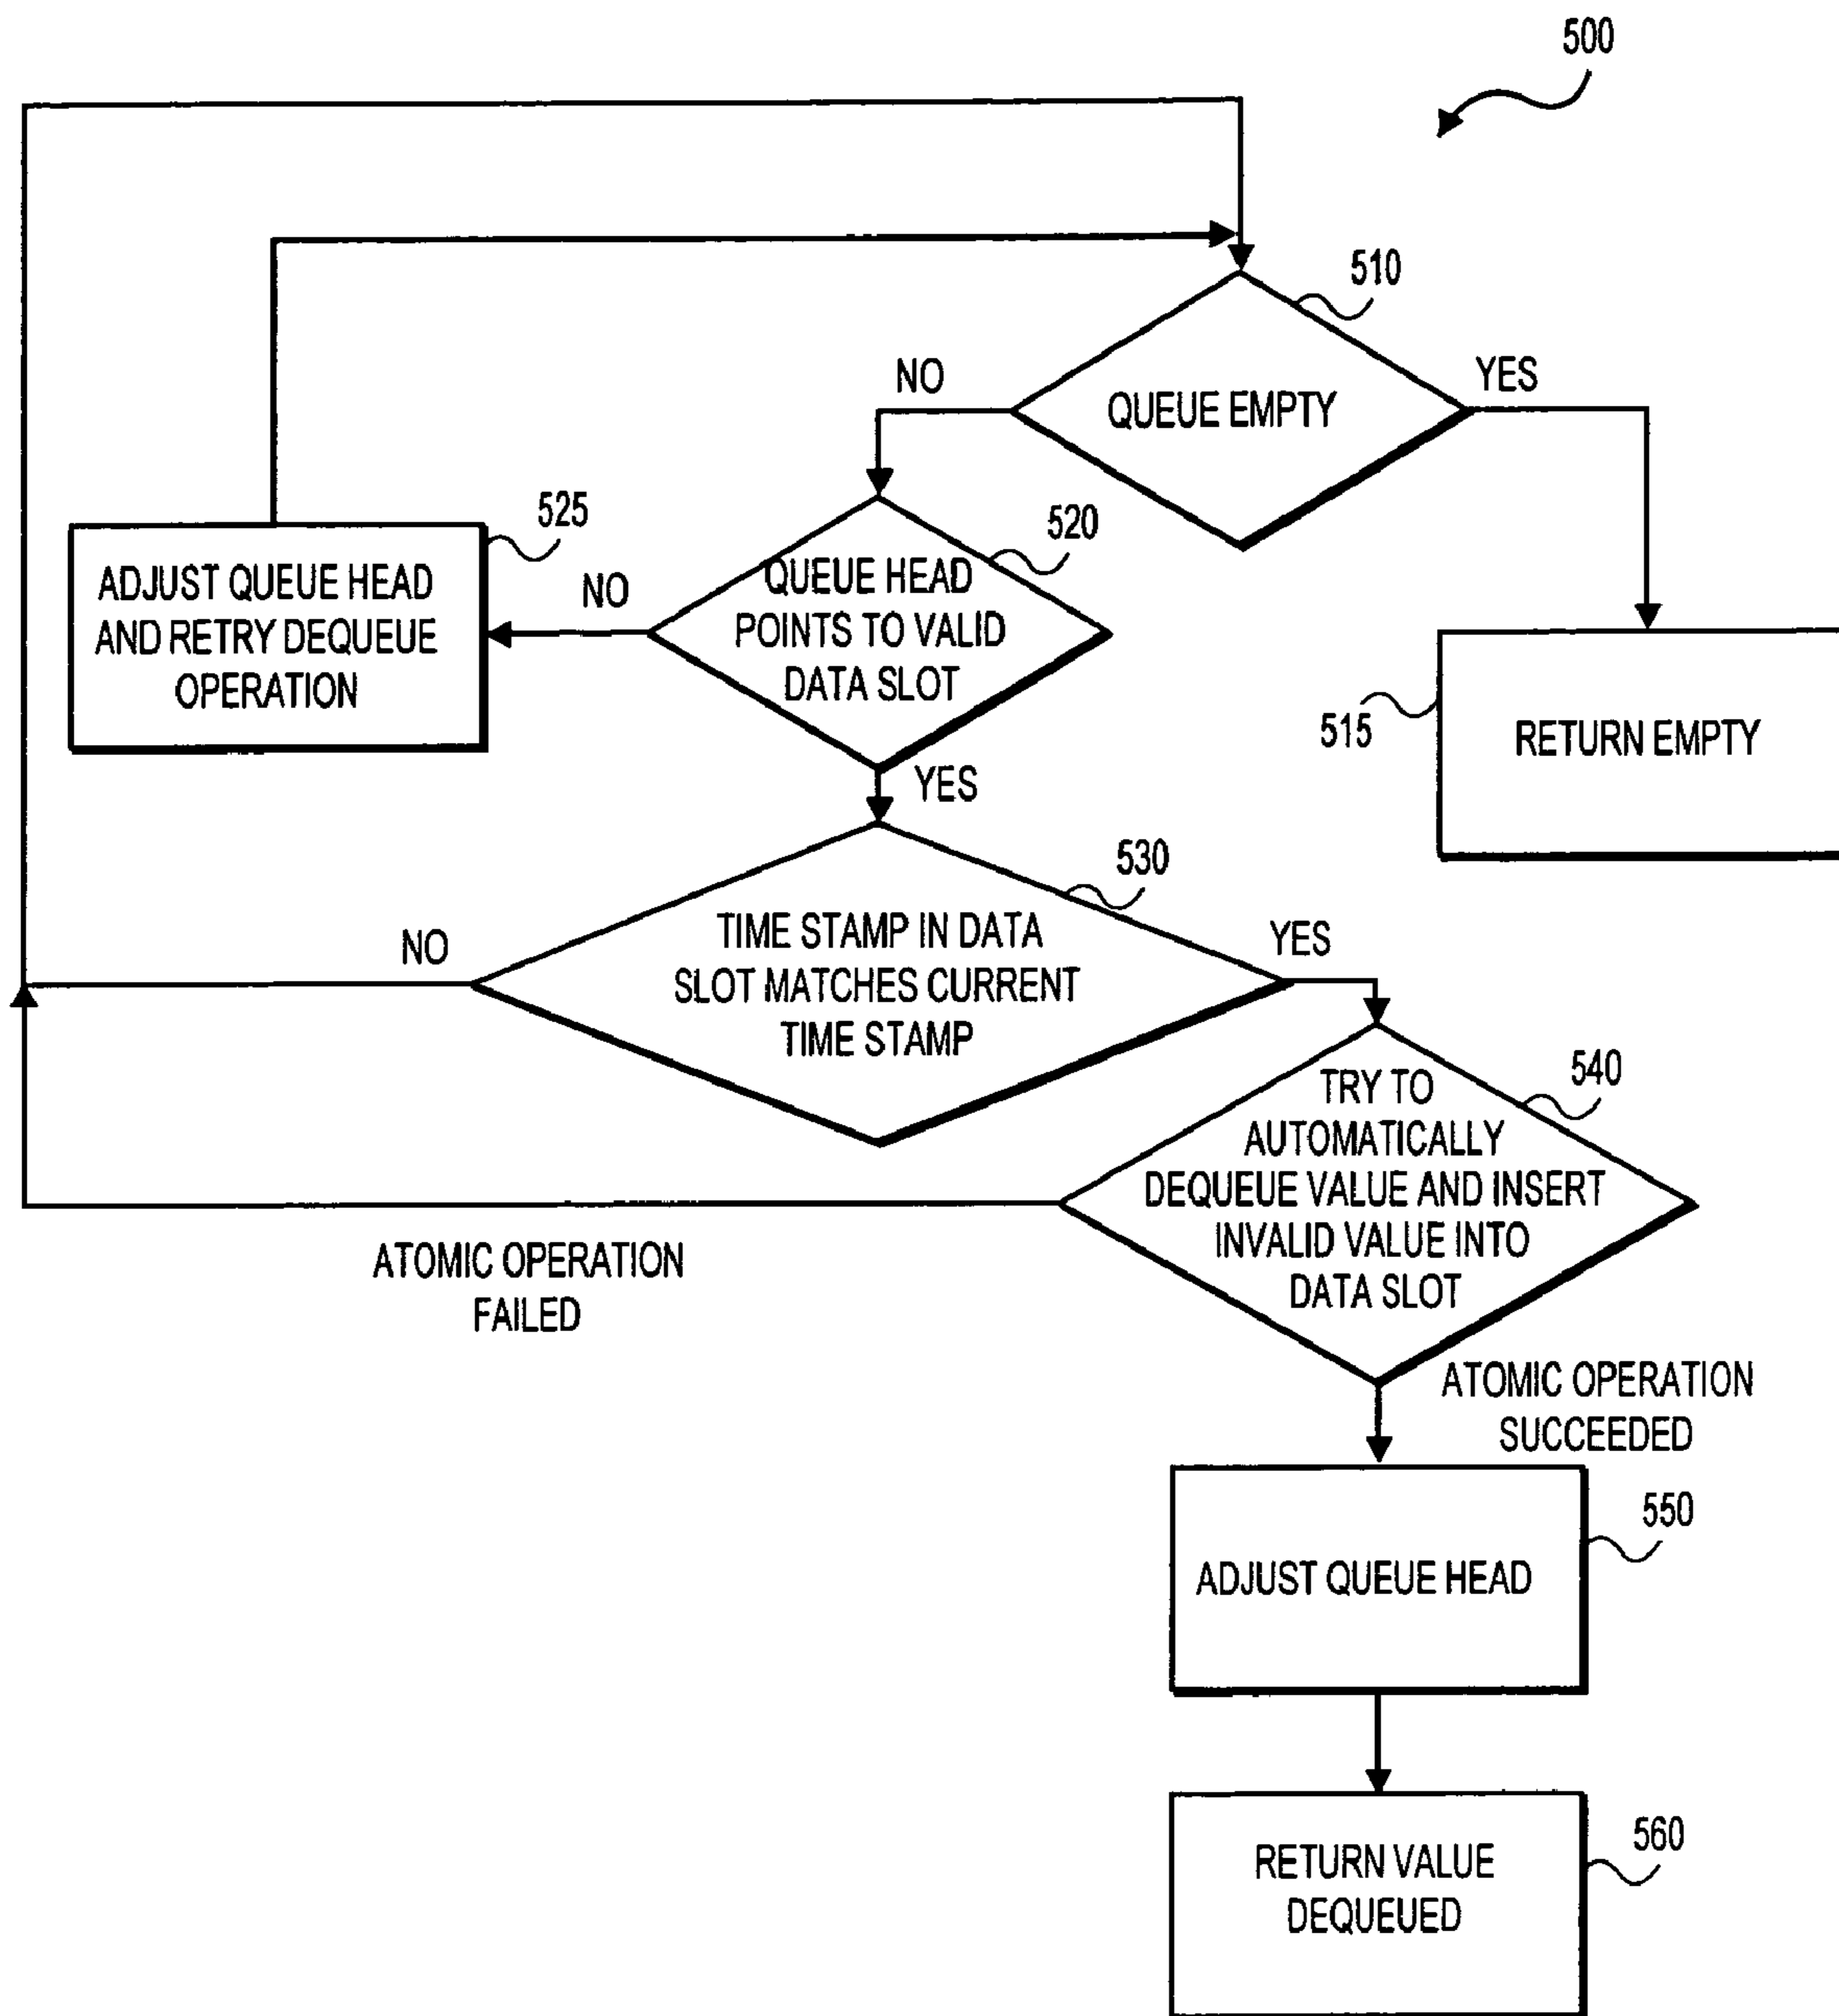 500
510
NO
YES
QUEUE EMPTY
525
520
ADJUST QUEUE HEAD
AND RETRY DEQUEUE
OPERATION
NO
QUEUE HEAD
POINTS TO VALID
DATA SLOT
515
RETURN EMPTY
YES
530
NO
TIME STAMP IN DATA
SLOT MATCHES CURRENT
TIME STAMP
YES
540
TRY TO
AUTOMATICALLY
DEQUEUE VALUE AND INSERT
INVALID VALUE INTO
DATA SLOT
ATOMIC OPERATION
FAILED
ATOMIC OPERATION
SUCCEEDED
550
ADJUST QUEUE HEAD
560
RETURN VALUE
DEQUEUED